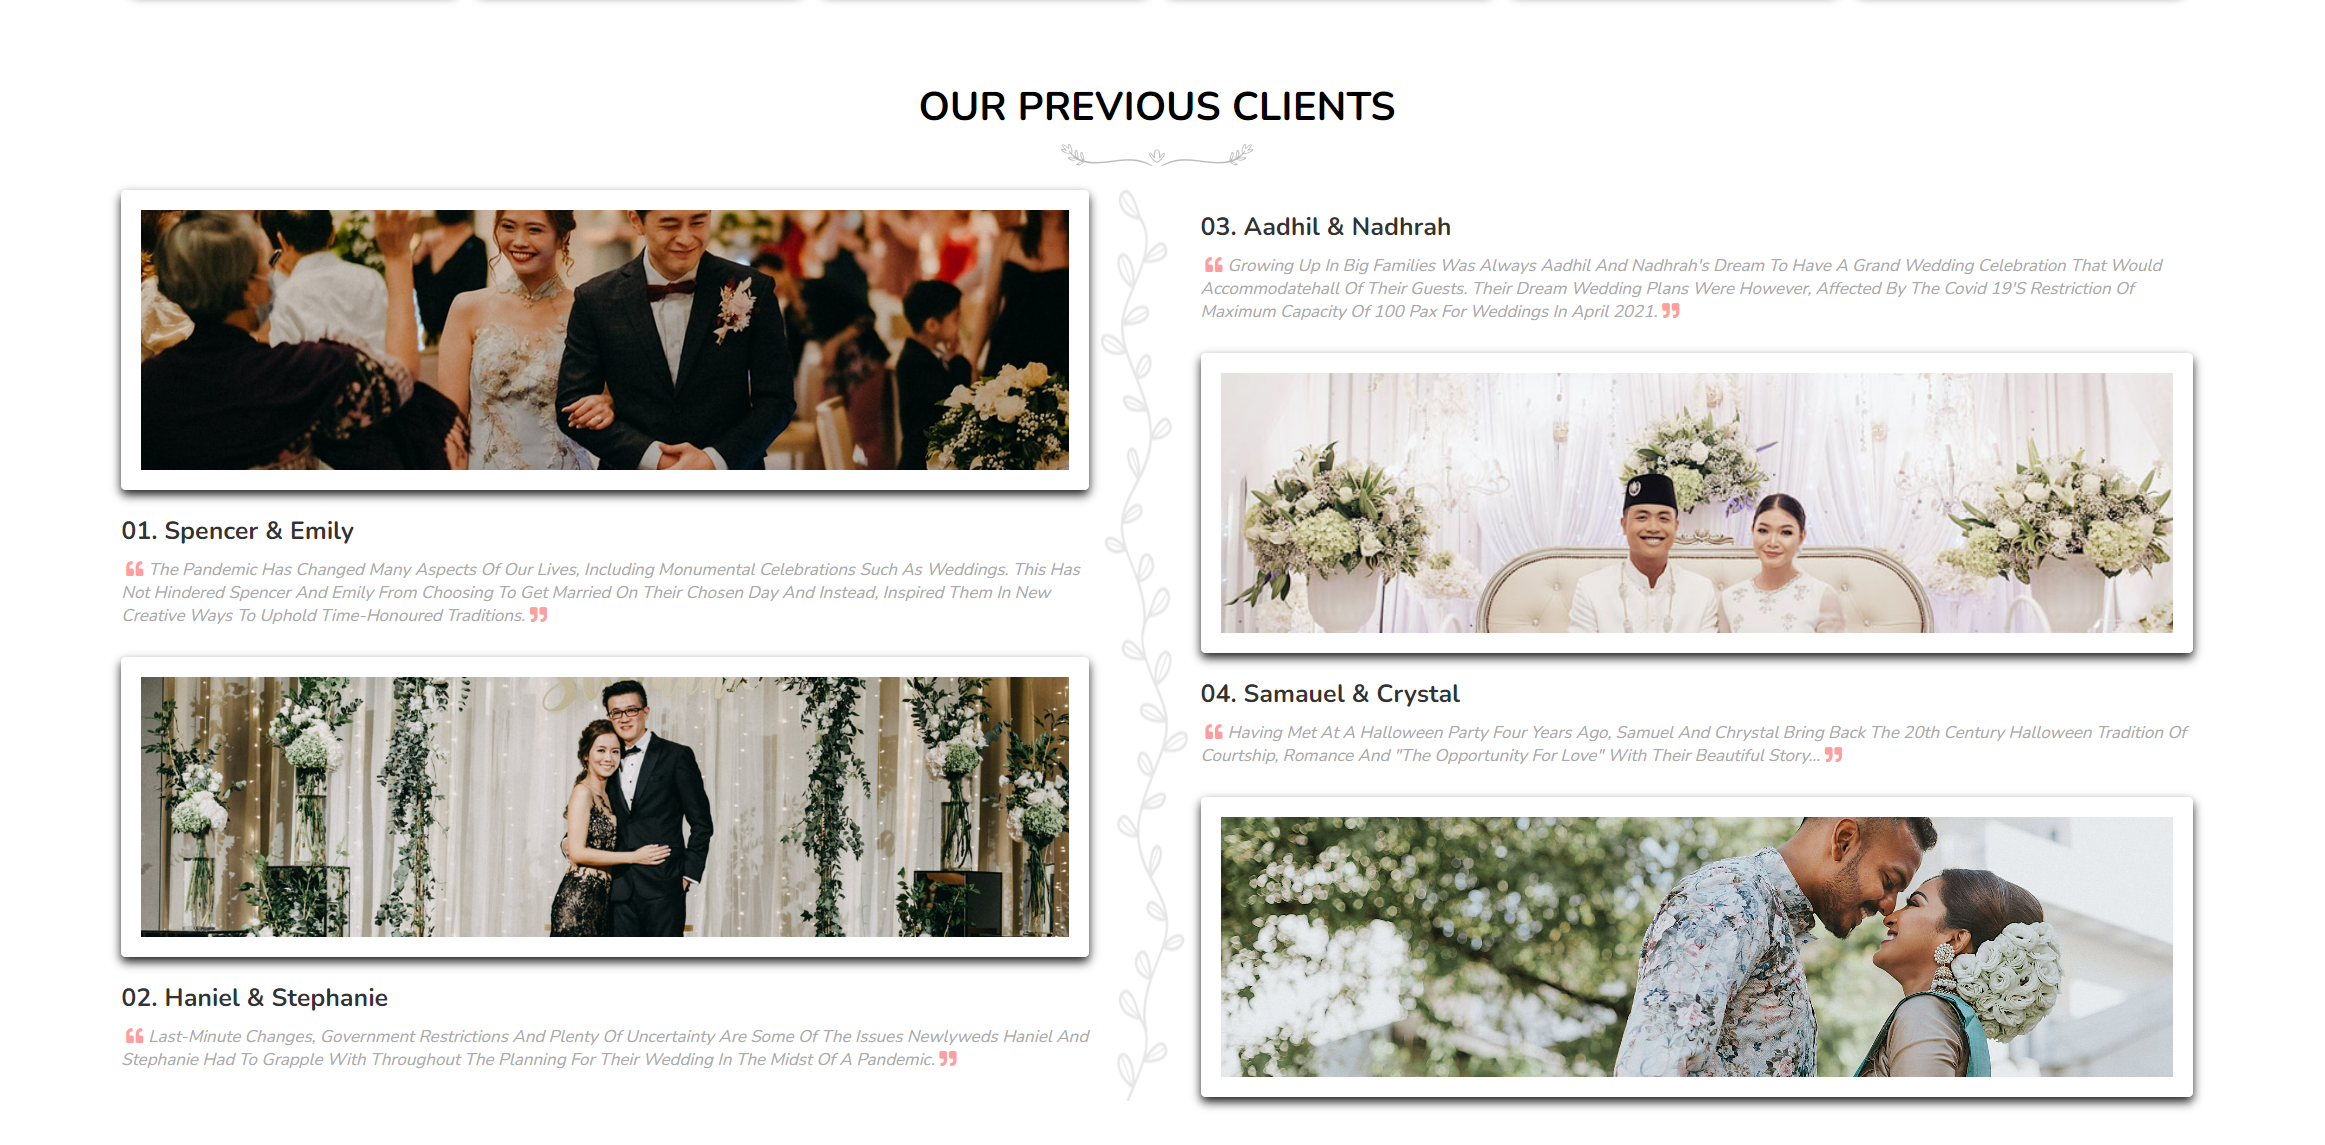 OUR PREVIOUS CLIENTS
01. Spencer & Emily
❝ The Pandemic Has Changed Many Aspects Of Our Lives, Including Monumental Celebrations Such As Weddings. This Has
Not Hindered Spencer And Emily From Choosing To Get Married On Their Chosen Day And Instead, Inspired Them In New
Creative Ways To Uphold Time-Honoured Traditions. ❞
02. Haniel & Stephanie
❝ Last-Minute Changes, Government Restrictions And Plenty Of Uncertainty Are Some Of The Issues Newlyweds Haniel And
Stephanie Had To Grapple With Throughout The Planning For Their Wedding In The Midst Of A Pandemic. ❞
03. Aadhil & Nadhrah
❝ Growing Up In Big Families Was Always Aadhil And Nadhrah's Dream To Have A Grand Wedding Celebration That Would
Accommodatehall Of Their Guests. Their Dream Wedding Plans Were However, Affected By The Covid 19'S Restriction Of
Maximum Capacity Of 100 Pax For Weddings In April 2021. ❞
04. Samauel & Crystal
❝ Having Met At A Halloween Party Four Years Ago, Samuel And Chrystal Bring Back The 20th Century Halloween Tradition Of
Courtship, Romance And "The Opportunity For Love" With Their Beautiful Story... ❞